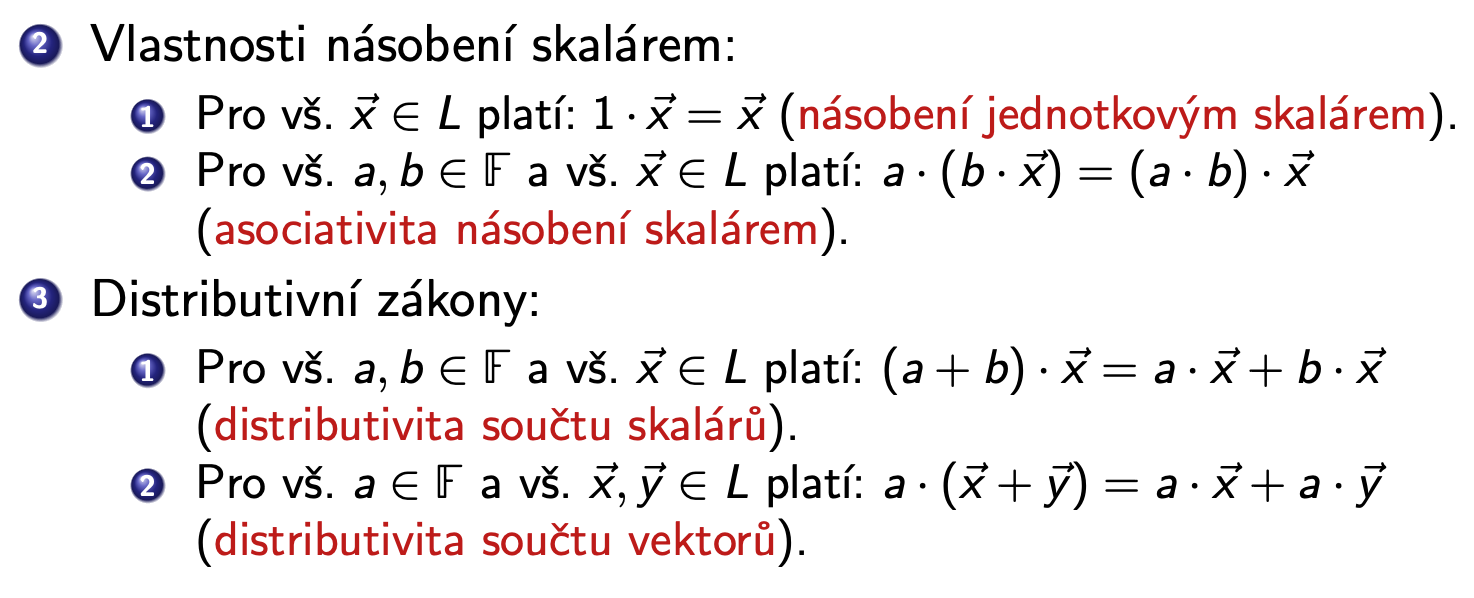 2 Vlastnosti násobení skalárem:
1 Pro vš. $\vec{x} \in L$ platí: $1 \cdot \vec{x} = \vec{x}$ (násobení jednotkovým skalárem).
2 Pro vš. $a, b \in \mathbb{F}$ a vš. $\vec{x} \in L$ platí: $a \cdot (b \cdot \vec{x}) = (a \cdot b) \cdot \vec{x}$
(asociativita násobení skalárem).
3 Distributivní zákony:
1 Pro vš. $a, b \in \mathbb{F}$ a vš. $\vec{x} \in L$ platí: $(a + b) \cdot \vec{x} = a \cdot \vec{x} + b \cdot \vec{x}$
(distributivita součtu skalárů).
2 Pro vš. $a \in \mathbb{F}$ a vš. $\vec{x}, \vec{y} \in L$ platí: $a \cdot (\vec{x} + \vec{y}) = a \cdot \vec{x} + a \cdot \vec{y}$
(distributivita součtu vektorů).